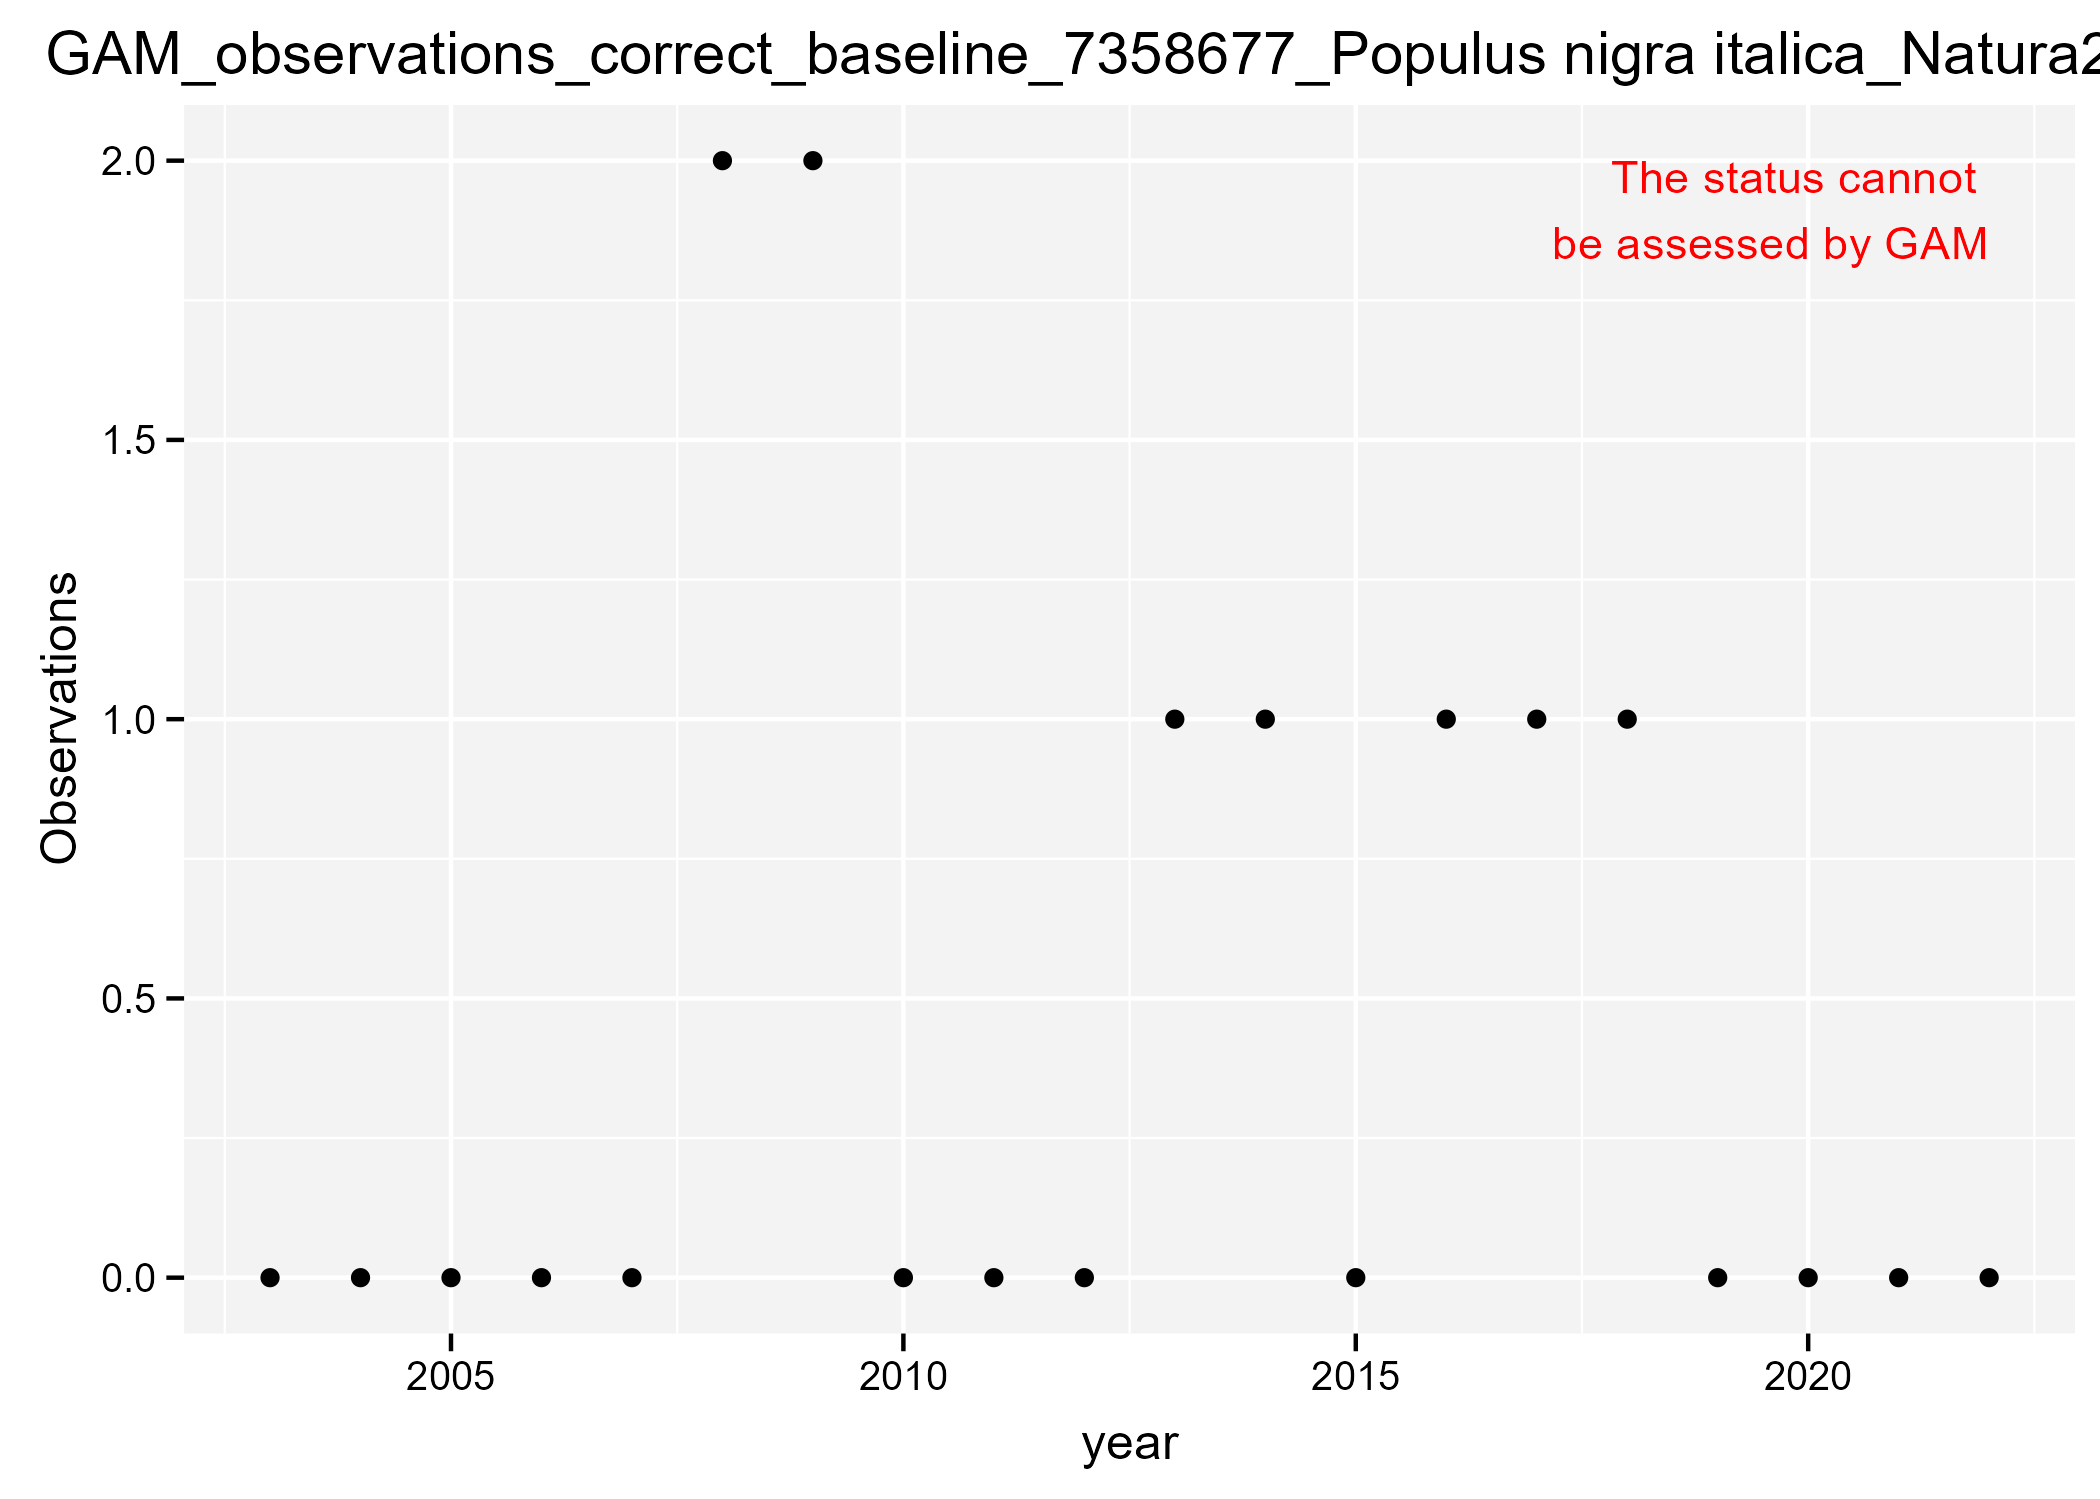 GAM_observations_correct_baseline_7358677_Populus nigra italica_Natura2
The status cannot
be assessed by GAM
2.0
1.5
1.0
0.5
0.0
Observations
2005 2010 2015 2020
year